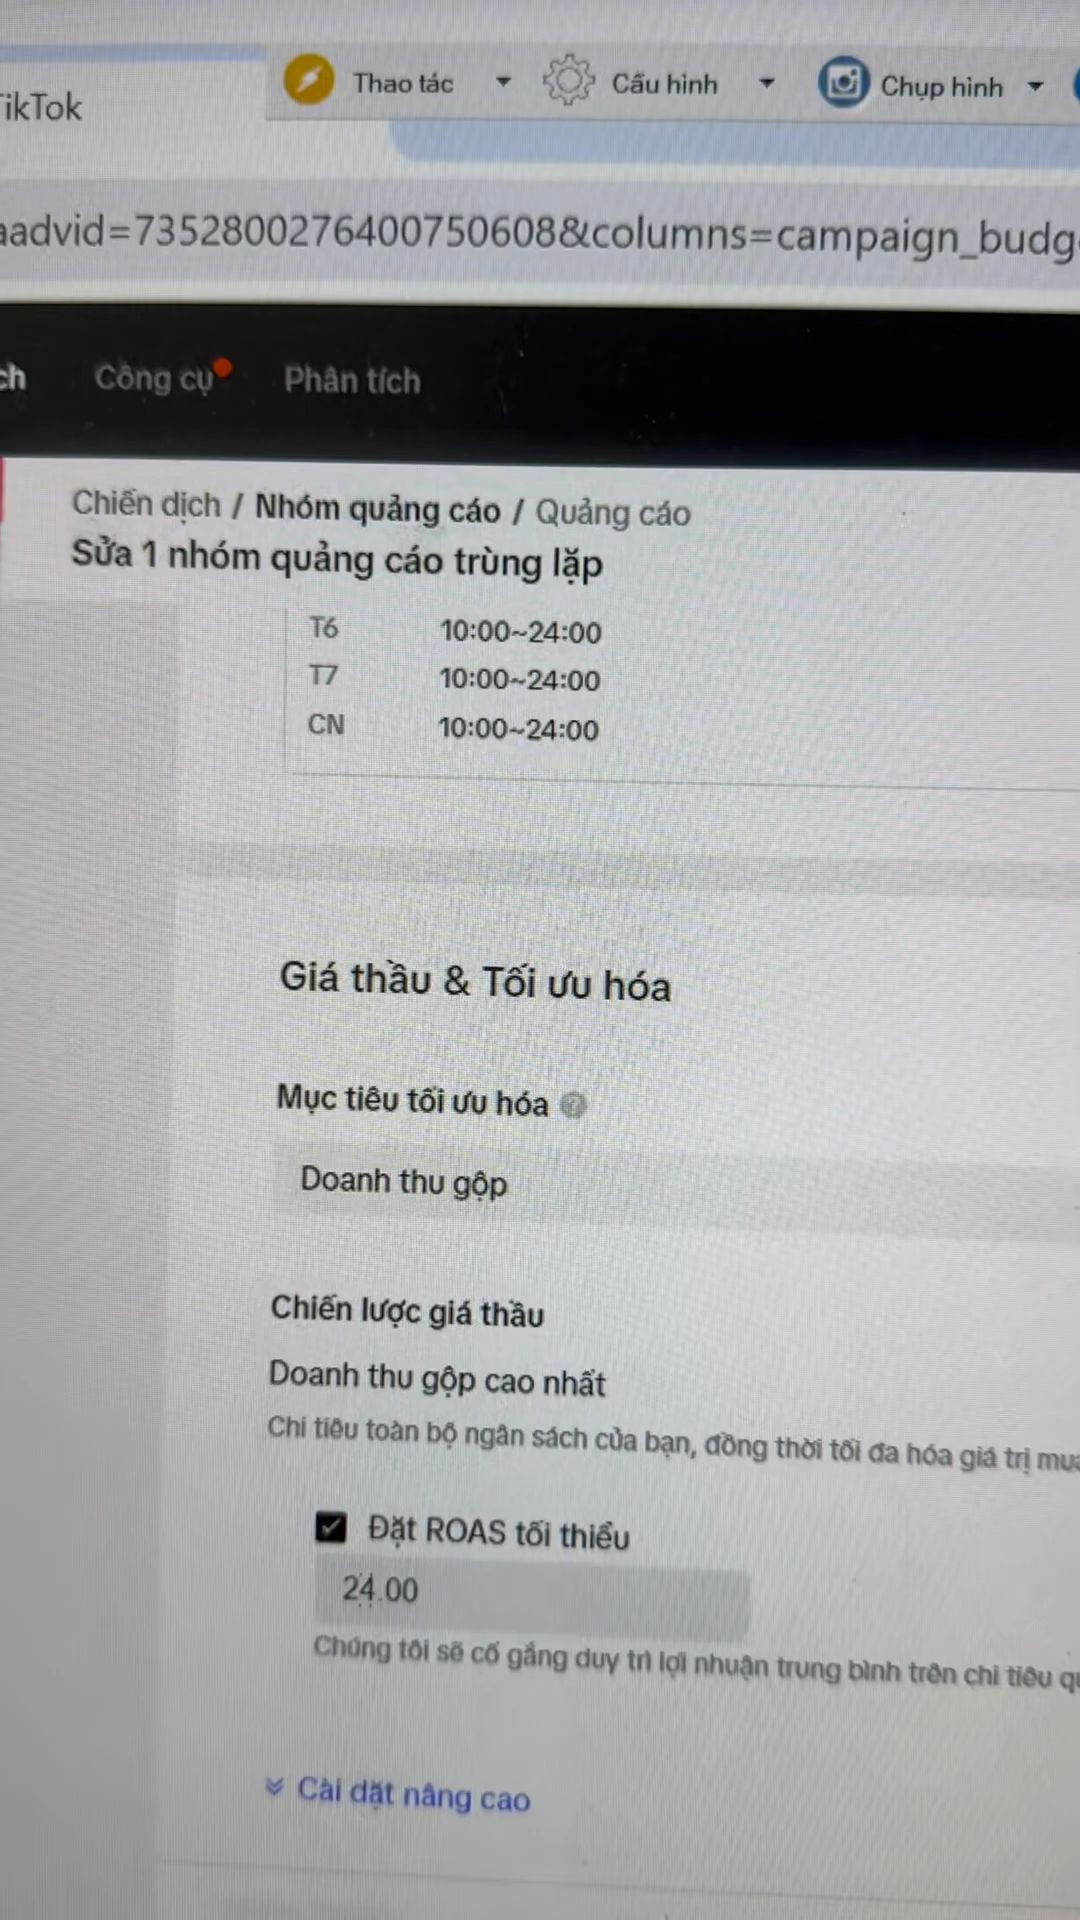 TikTok
Thao tác
Cấu hình
Chụp hình
aadvid=7352800276400750608&columns=campaign_budg
Công cụ
Phân tích
Chiến dịch / Nhóm quảng cáo / Quảng cáo
Sửa 1 nhóm quảng cáo trùng lặp
T6 10:00~24:00
T7 10:00~24:00
CN 10:00~24:00
Giá thầu & Tối ưu hóa
Mục tiêu tối ưu hóa
Doanh thu gộp
Chiến lược giá thầu
Doanh thu gộp cao nhất
Chi tiêu toàn bộ ngân sách của bạn, đồng thời tối đa hóa giá trị mua
Đặt ROAS tối thiểu
24.00
Chúng tôi sẽ cố gắng duy trì lợi nhuận trung bình trên chi tiêu qu
Cài đặt nâng cao